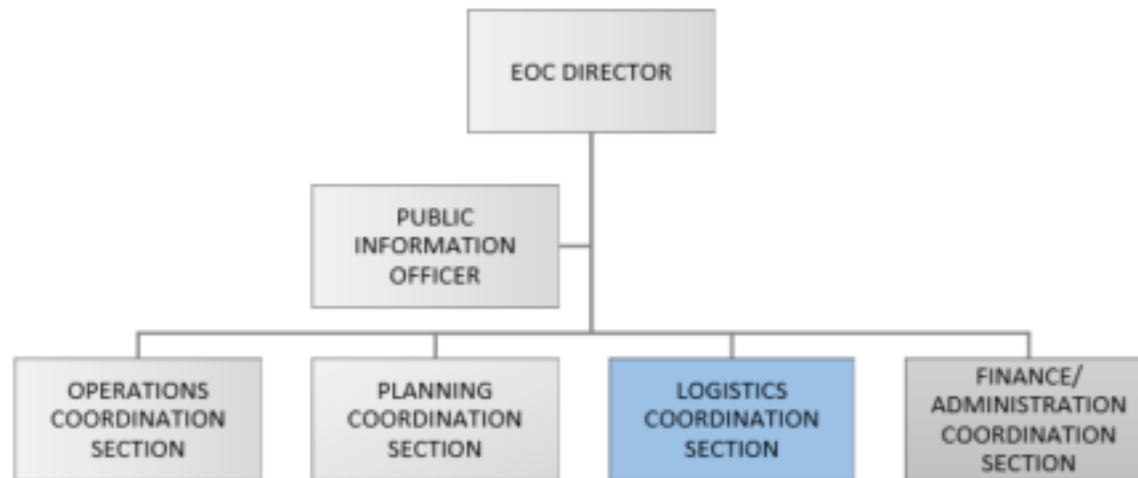 EOC DIRECTOR
PUBLIC
INFORMATION
OFFICER
OPERATIONS
COORDINATION
SECTION
PLANNING
COORDINATION
SECTION
LOGISTICS
COORDINATION
SECTION
FINANCE/
ADMINISTRATION
COORDINATION
SECTION